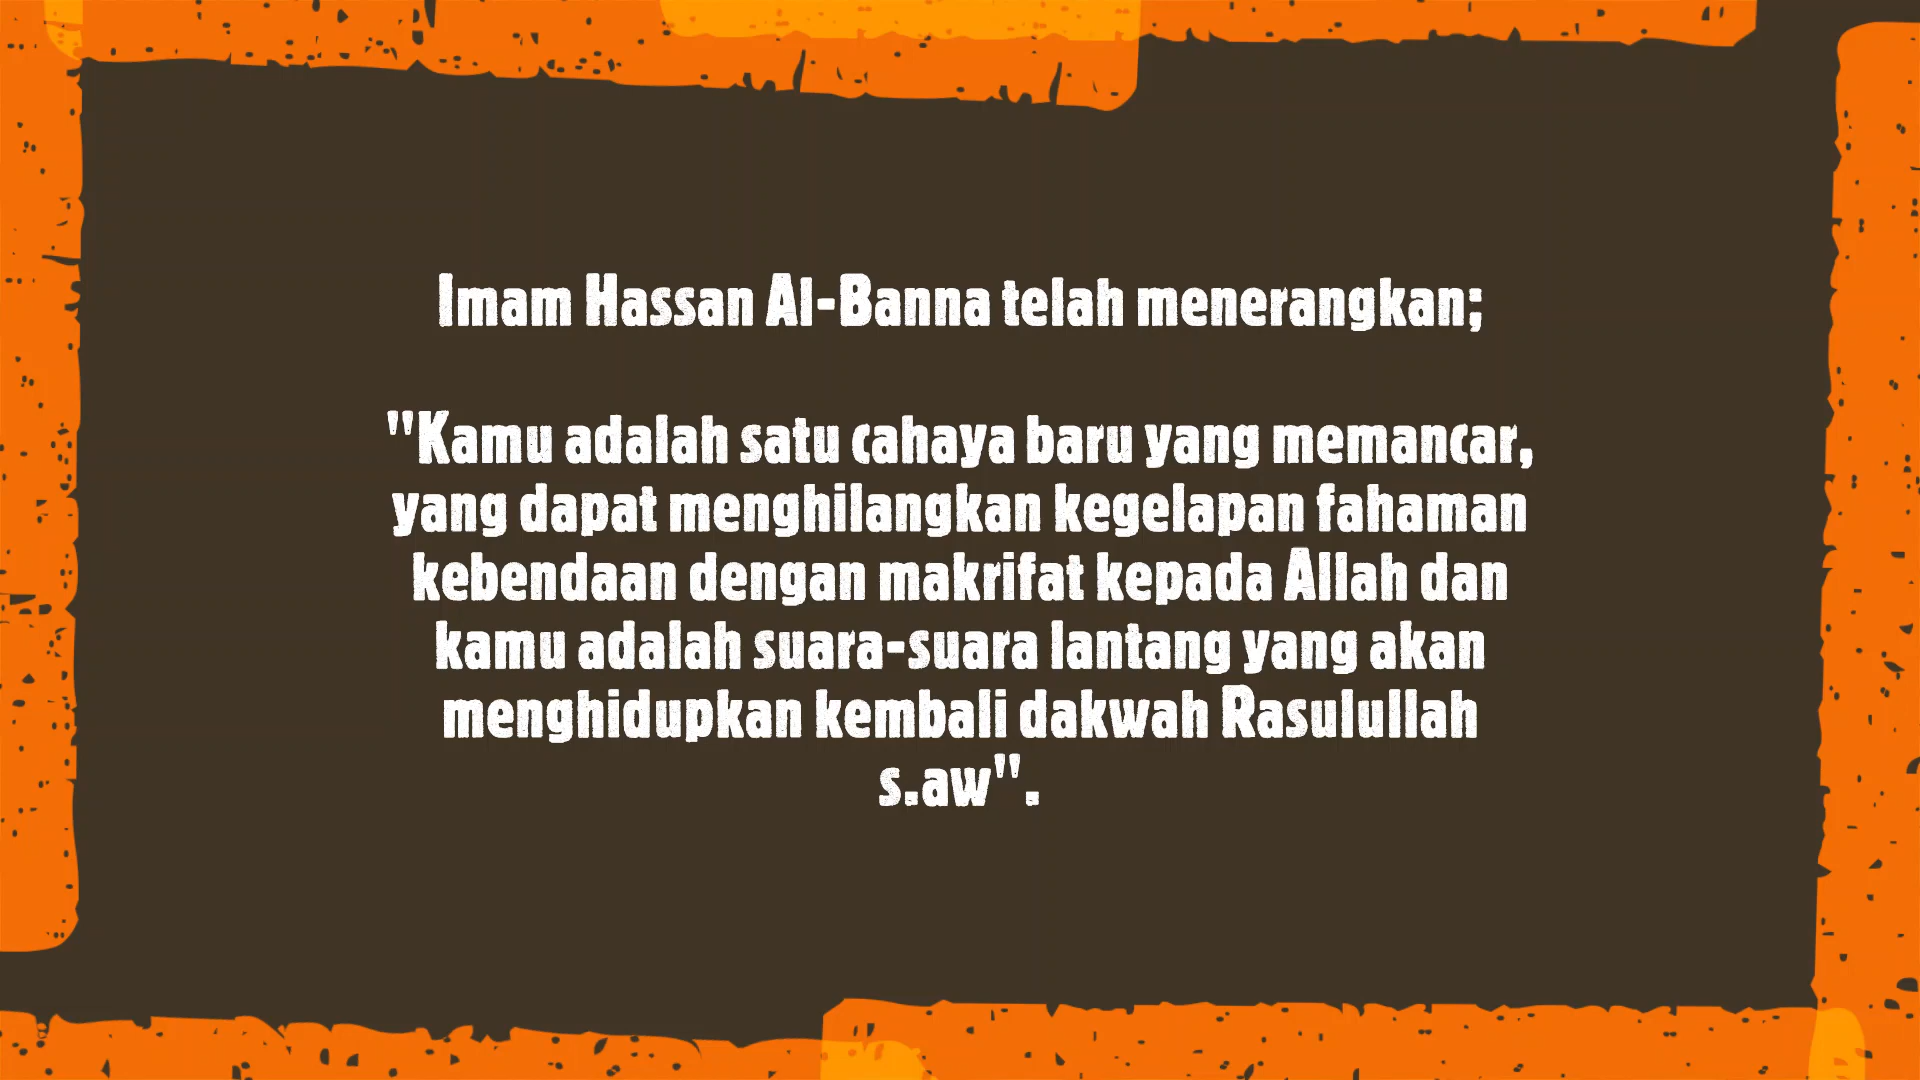 Imam Hassan Al-Banna telah menerangkan;
"Kamu adalah satu cahaya baru yang memancar,
yang dapat menghilangkan kegelapan fahaman
kebendaan dengan makrifat kepada Allah dan
kamu adalah suara-suara lantang yang akan
menghidupkan kembali dakwah Rasulullah
s.aw".